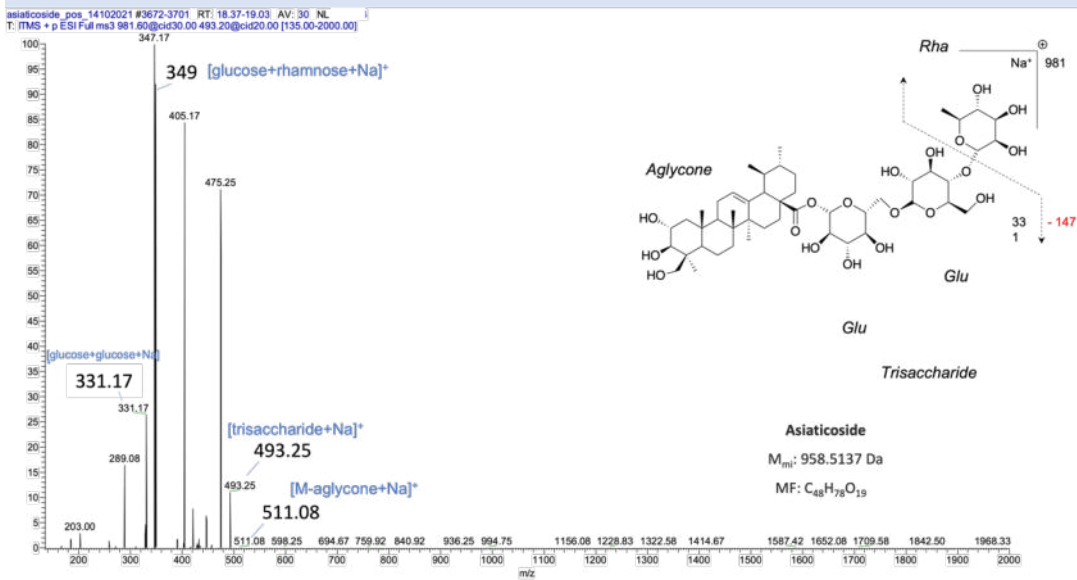 asiaticoside_pos_14102021 #3672-3701 RT: 18.37-19.03 AV: 30 NL
T: ITMS + p ESI Full ms3 981.60@cid30.00 493.20@cid20.00 [135.00-2000.00]
347.17
349 [glucose+rhamnose+Na]+
405.17
475.25
[glucose+glucose+Na]
331.17
331.17
289.08
[trisaccharide+Na]+
493.25
493.25
[M-aglycone+Na]+
511.08
203.00
511.08 598.25 694.67 759.92 840.92 936.25 994.75 1156.08 1228.83 1322.58 1414.67 1587.42 1652.08 1709.58 1842.50 1968.33
100
95
90
85
80
75
70
65
60
55
50
45
40
35
30
25
20
15
10
5
0
200 300 400 500 600 700 800 900 1000 1100 1200 1300 1400 1500 1600 1700 1800 1900 2000
m/z
Rha
⊕
Na+ 981
OH
OH
O
OH
OH
O
HO
OH
O
OH
Aglycone
O
O
O
O
HO
HO
HO
HO
OH
OH
33
1
- 147
Glu
Glu
Trisaccharide
Asiaticoside
Mmi: 958.5137 Da
MF: C48H78O19